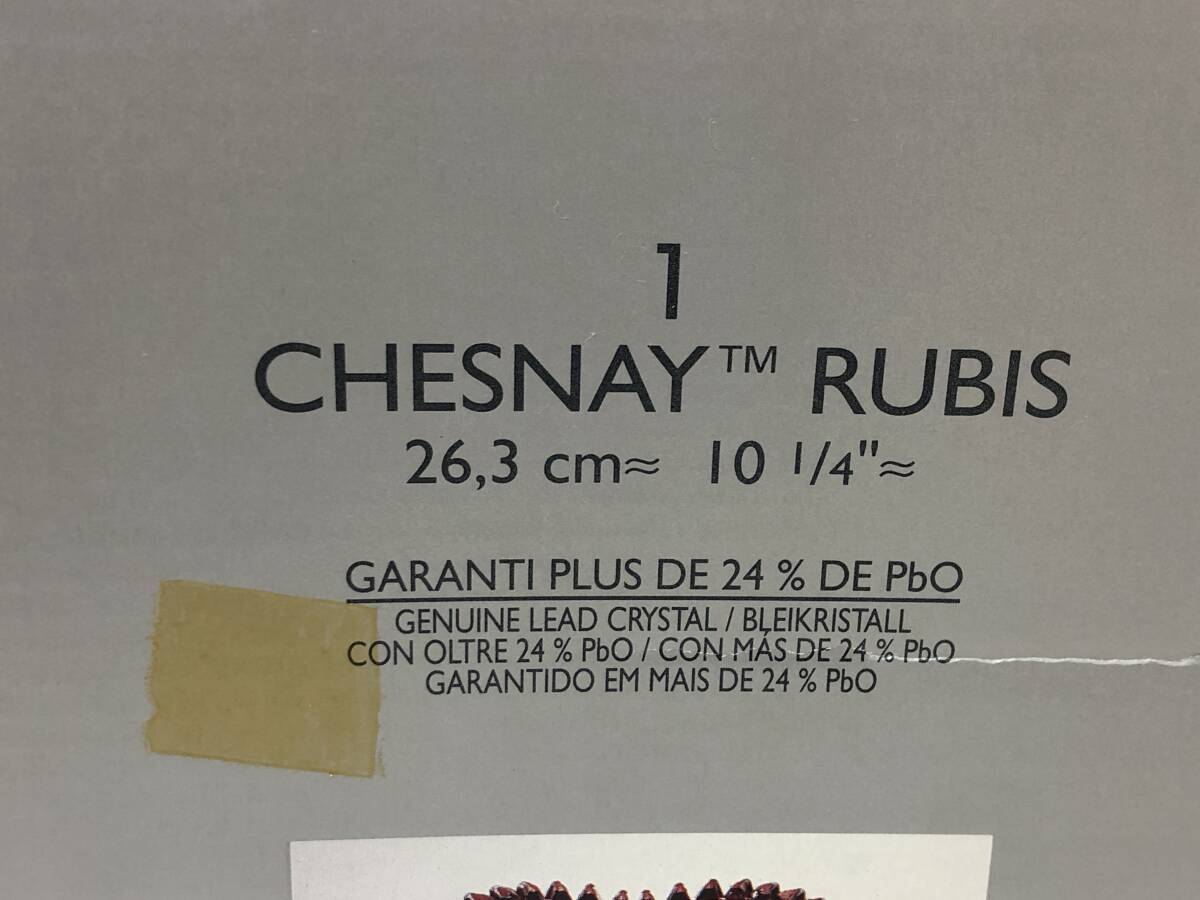 1
CHESNAY™ RUBIS
26,3 cm≈ 10 1/4"≈
GARANTI PLUS DE 24 % DE PbO
GENUINE LEAD CRYSTAL / BLEIKRISTALL
CON OLTRE 24 % PbO / CON MÁS DE 24 % PbO
GARANTIDO EM MAIS DE 24 % PbO